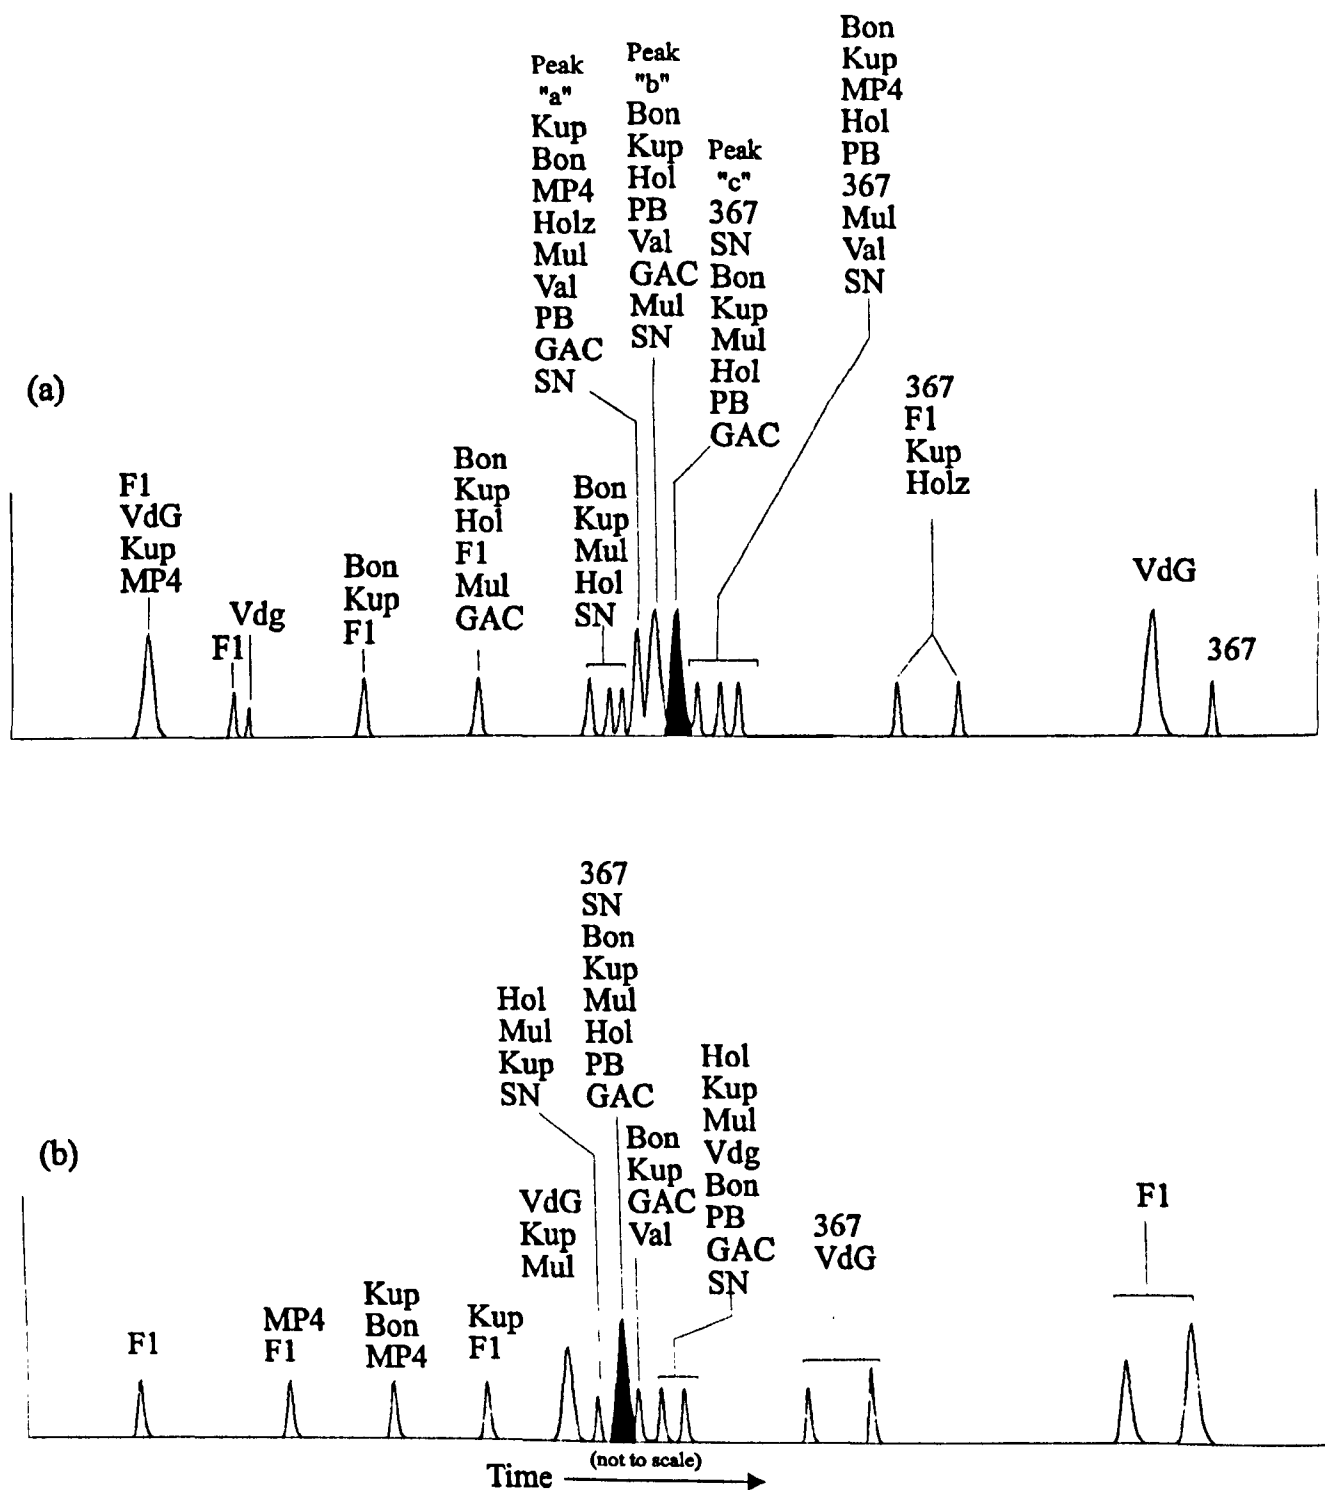 Peak
"a"
Kup
Bon
MP4
Holz
Mul
Val
PB
GAC
SN
Peak
"b"
Bon
Kup
Hol
PB
Val
GAC
Mul
SN
Peak
"c"
367
SN
Bon
Kup
Mul
Hol
PB
GAC
Bon
Kup
MP4
Hol
PB
367
Mul
Val
SN
(a)
F1
VdG
Kup
MP4
F1
Vdg
Bon
Kup
F1
Bon
Kup
Hol
F1
Mul
GAC
Bon
Kup
Mul
Hol
SN
367
F1
Kup
Holz
VdG
367
(b)
F1
MP4
F1
Kup
Bon
MP4
Kup
F1
VdG
Kup
Mul
Hol
Mul
Kup
SN
367
SN
Bon
Kup
Mul
Hol
PB
GAC
Bon
Kup
GAC
Val
Hol
Kup
Mul
Vdg
Bon
PB
GAC
SN
367
VdG
F1
(not to scale)
Time